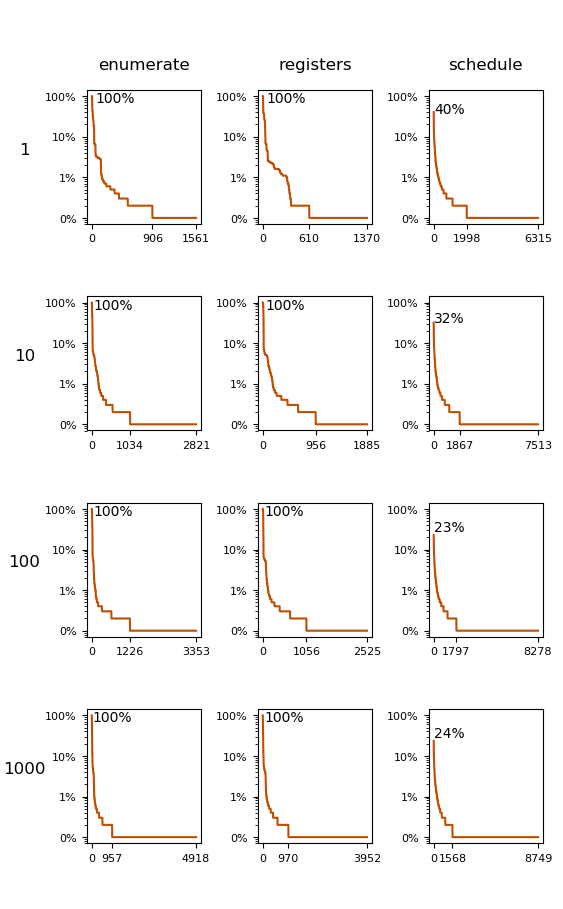 enumerate registers schedule
1
100% 10% 1% 0% 100% 0 906 1561
100% 10% 1% 0% 100% 0 610 1370
100% 10% 1% 0% 40% 0 1998 6315
10
100% 10% 1% 0% 100% 0 1034 2821
100% 10% 1% 0% 100% 0 956 1885
100% 10% 1% 0% 32% 0 1867 7513
100
100% 10% 1% 0% 100% 0 1226 3353
100% 10% 1% 0% 100% 0 1056 2525
100% 10% 1% 0% 23% 0 1797 8278
1000
100% 10% 1% 0% 100% 0 957 4918
100% 10% 1% 0% 100% 0 970 3952
100% 10% 1% 0% 24% 0 1568 8749